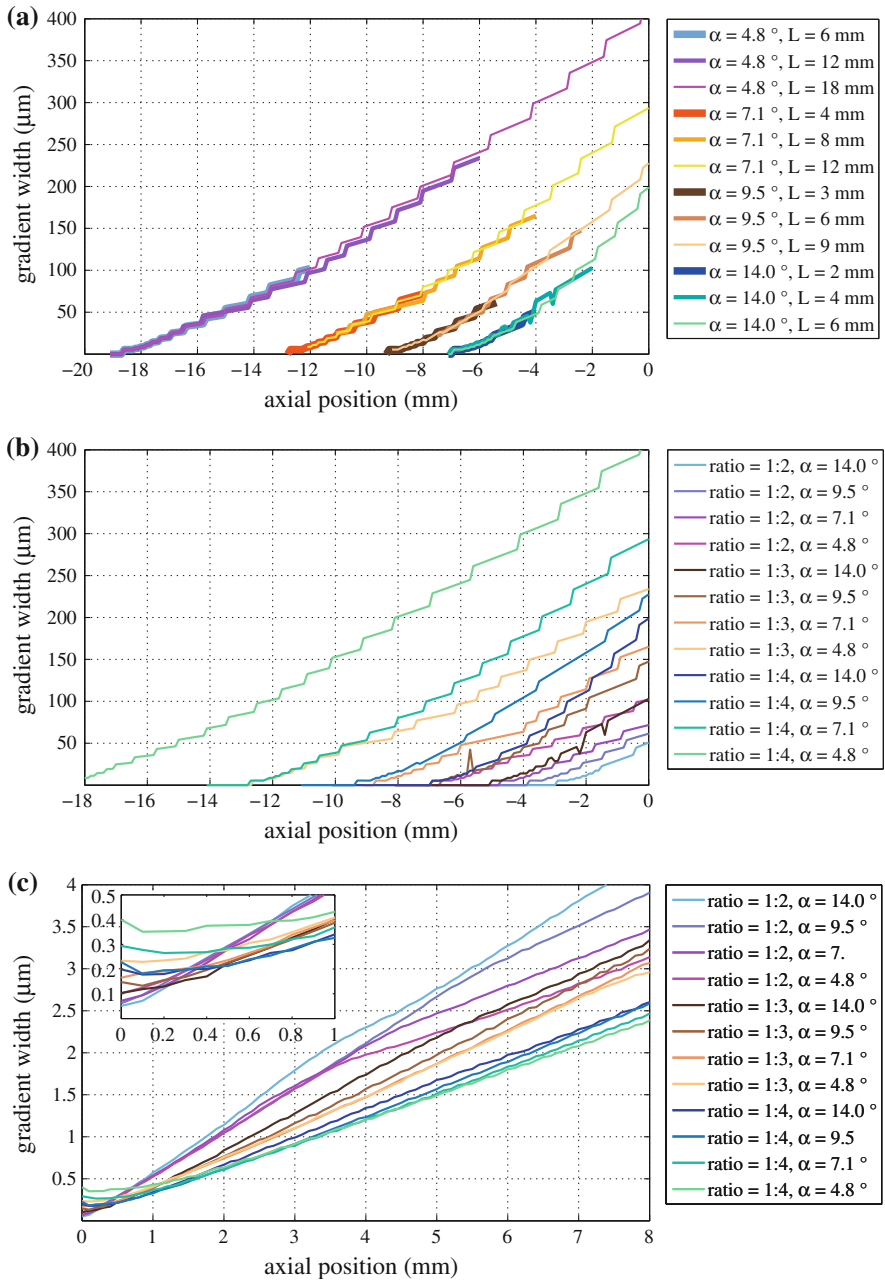 (a)
400
350
300
250
200
150
100
50
gradient width (µm)
−20 −18 −16 −14 −12 −10 −8 −6 −4 −2 0
axial position (mm)
α = 4.8 °, L = 6 mm
α = 4.8 °, L = 12 mm
α = 4.8 °, L = 18 mm
α = 7.1 °, L = 4 mm
α = 7.1 °, L = 8 mm
α = 7.1 °, L = 12 mm
α = 9.5 °, L = 3 mm
α = 9.5 °, L = 6 mm
α = 9.5 °, L = 9 mm
α = 14.0 °, L = 2 mm
α = 14.0 °, L = 4 mm
α = 14.0 °, L = 6 mm
(b)
400
350
300
250
200
150
100
50
gradient width (µm)
−18 −16 −14 −12 −10 −8 −6 −4 −2 0
axial position (mm)
ratio = 1:2, α = 14.0 °
ratio = 1:2, α = 9.5 °
ratio = 1:2, α = 7.1 °
ratio = 1:2, α = 4.8 °
ratio = 1:3, α = 14.0 °
ratio = 1:3, α = 9.5 °
ratio = 1:3, α = 7.1 °
ratio = 1:3, α = 4.8 °
ratio = 1:4, α = 14.0 °
ratio = 1:4, α = 9.5 °
ratio = 1:4, α = 7.1 °
ratio = 1:4, α = 4.8 °
(c)
4
3.5
3
2.5
2
1.5
1
0.5
gradient width (µm)
0.5
0.4
0.3
0.2
0.1
0 0.2 0.4 0.6 0.8 1
0 1 2 3 4 5 6 7 8
axial position (mm)
ratio = 1:2, α = 14.0 °
ratio = 1:2, α = 9.5 °
ratio = 1:2, α = 7.
ratio = 1:2, α = 4.8 °
ratio = 1:3, α = 14.0 °
ratio = 1:3, α = 9.5 °
ratio = 1:3, α = 7.1 °
ratio = 1:3, α = 4.8 °
ratio = 1:4, α = 14.0 °
ratio = 1:4, α = 9.5
ratio = 1:4, α = 7.1 °
ratio = 1:4, α = 4.8 °